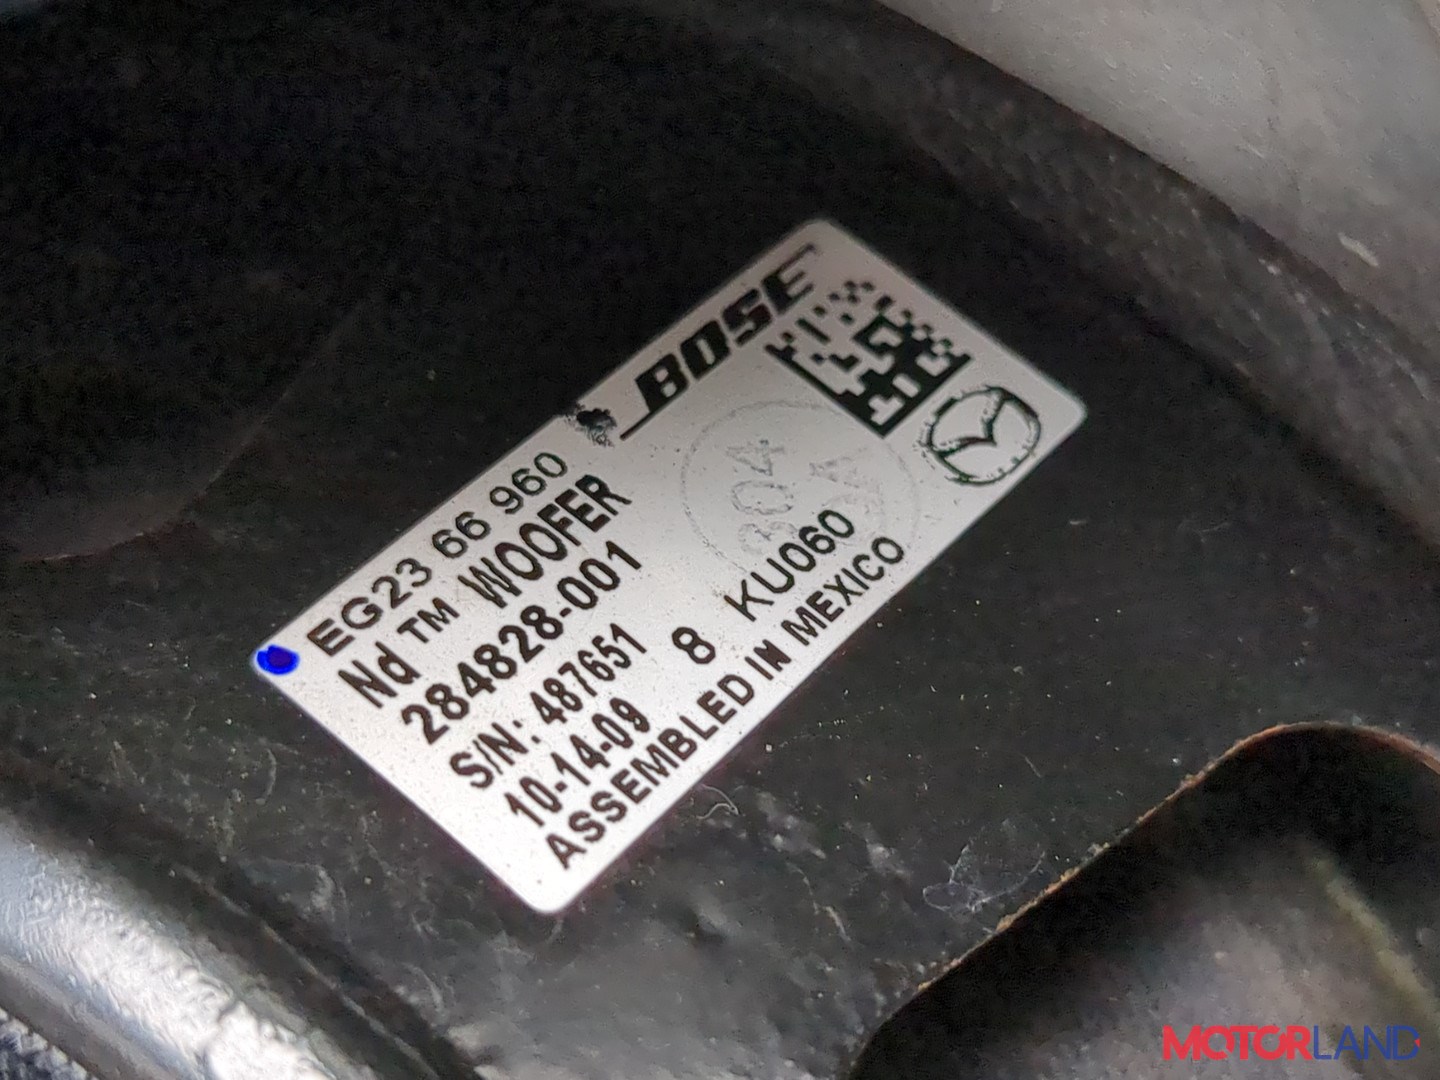 BOSE
EG23 66 960
Nd ™ WOOFER
284828-001
S/N: 487651
10-14-09 8 KU060
ASSEMBLED IN MEXICO
304
MOTORLAND